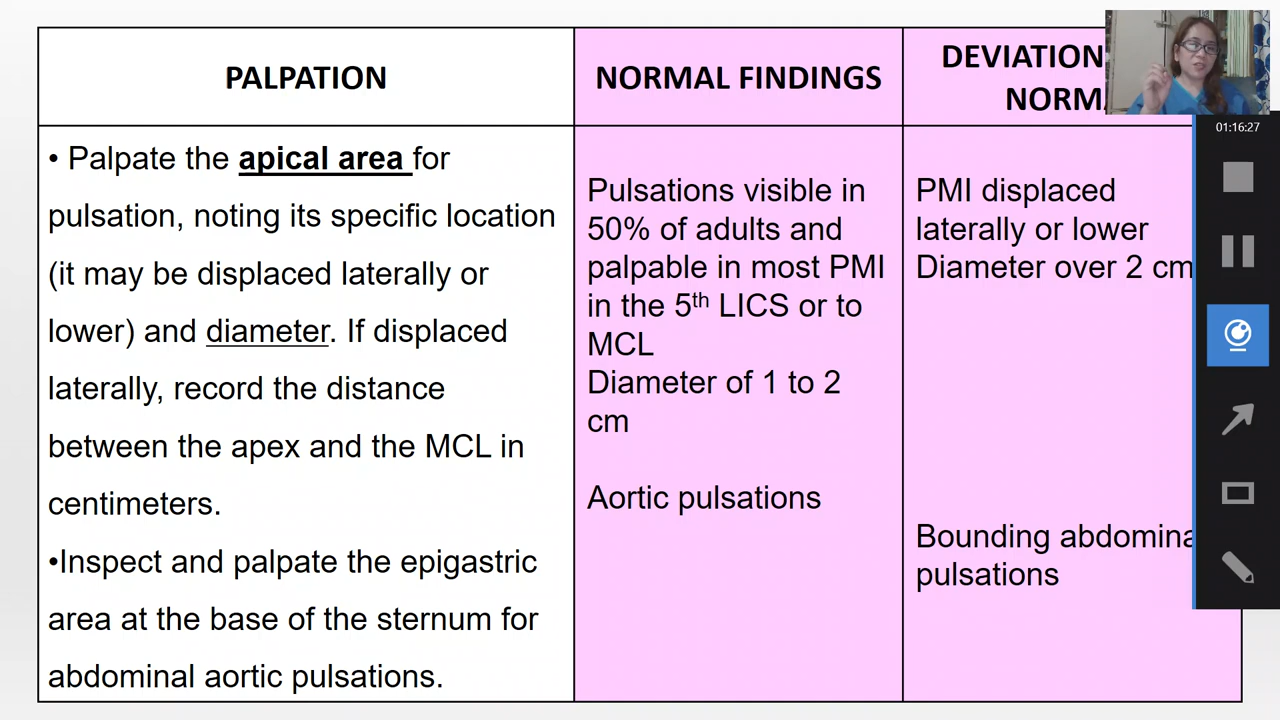 PALPATION
NORMAL FINDINGS
DEVIATION
NORM
• Palpate the apical area for
pulsation, noting its specific location
(it may be displaced laterally or
lower) and diameter. If displaced
laterally, record the distance
between the apex and the MCL in
centimeters.
•Inspect and palpate the epigastric
area at the base of the sternum for
abdominal aortic pulsations.
Pulsations visible in
50% of adults and
palpable in most PMI
in the 5th LICS or to
MCL
Diameter of 1 to 2
cm
Aortic pulsations
PMI displaced
laterally or lower
Diameter over 2 cm
Bounding abdomina
pulsations
01:16:27